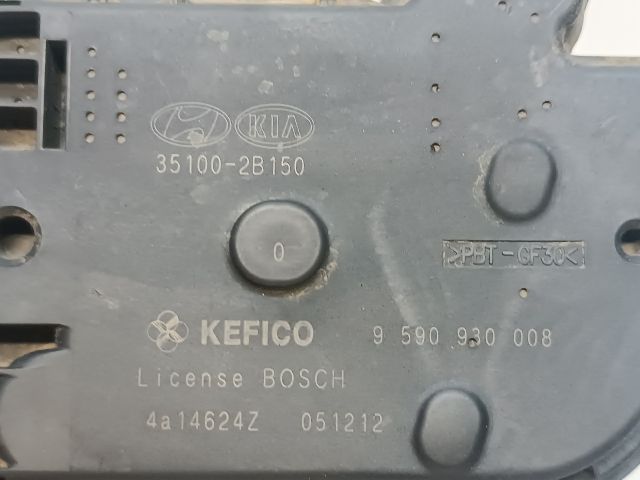 KIA
35100-2B150
0
>PBT-GF30<
KEFICO 9 590 930 008
License BOSCH
4a14624Z 051212